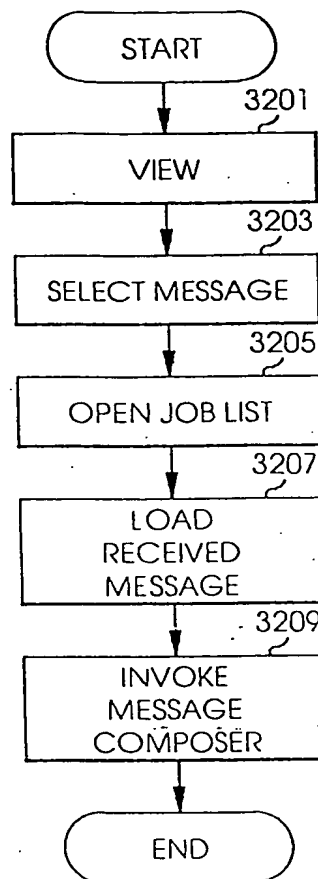 START
3201
VIEW
3203
SELECT MESSAGE
3205
OPEN JOB LIST
3207
LOAD
RECEIVED
MESSAGE
3209
INVOKE
MESSAGE
COMPOSER
END